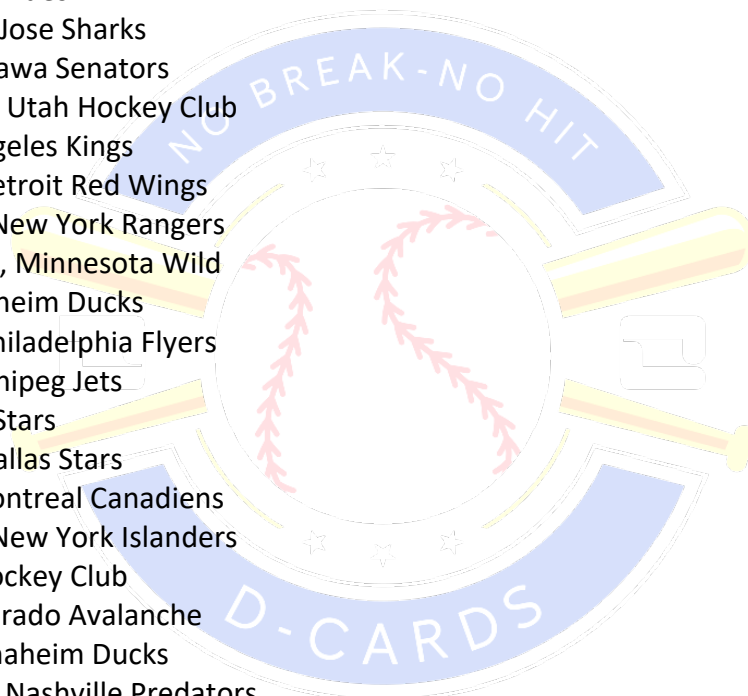 Jose Sharks
awa Senators
Utah Hockey Club
geles Kings
etroit Red Wings
New York Rangers
, Minnesota Wild
heim Ducks
hiladelphia Flyers
nipeg Jets
Stars
allas Stars
ontreal Canadiens
New York Islanders
ockey Club
rado Avalanche
naheim Ducks
Nashville Predators
NO BREAK-NO HIT
D-CARDS